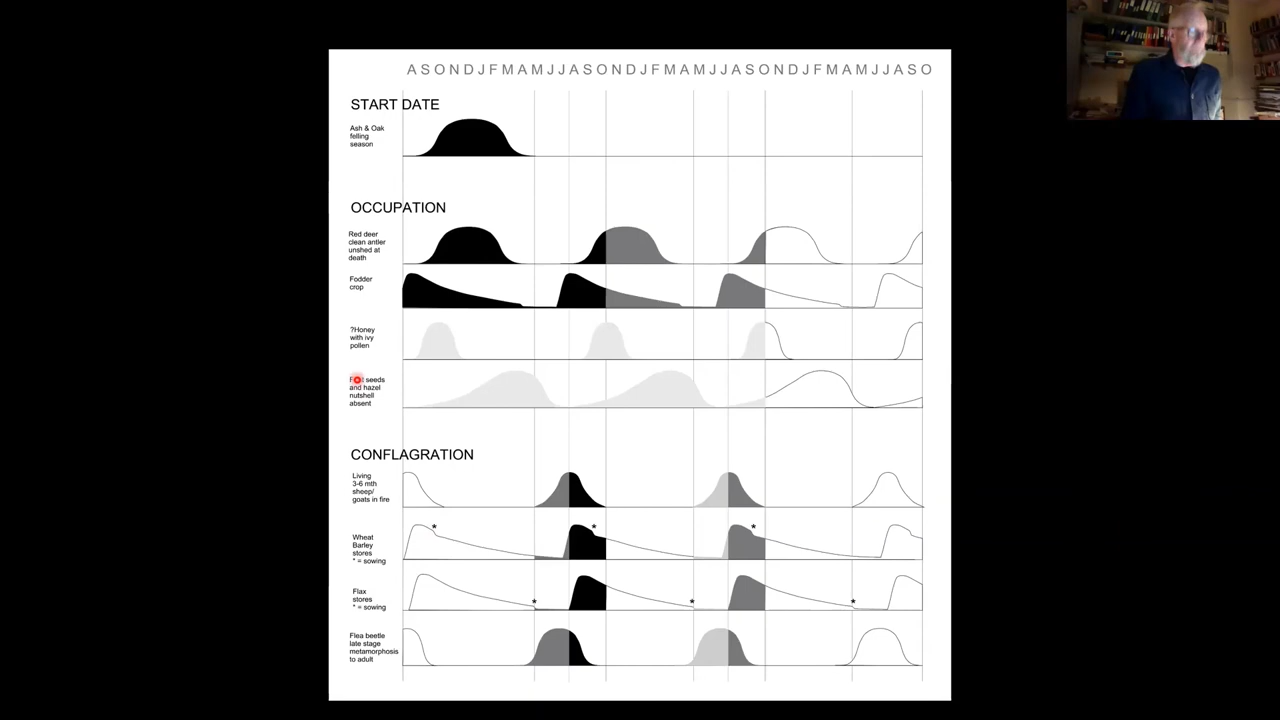 A S O N D J F M A M J J A S O N D J F M A M J J A S O N D J F M A M J J A S O
START DATE
Ash & Oak
felling
season
OCCUPATION
Red deer
clean antler
unshed at
death
Fodder
crop
?Honey
with ivy
pollen
seeds
and hazel
nutshell
absent
CONFLAGRATION
Living
3-6 mth
sheep/
goats in fire
*
Wheat
Barley
stores
* = sowing
*
Flax
stores
* = sowing
Flea beetle
late stage
metamorphosis
to adult